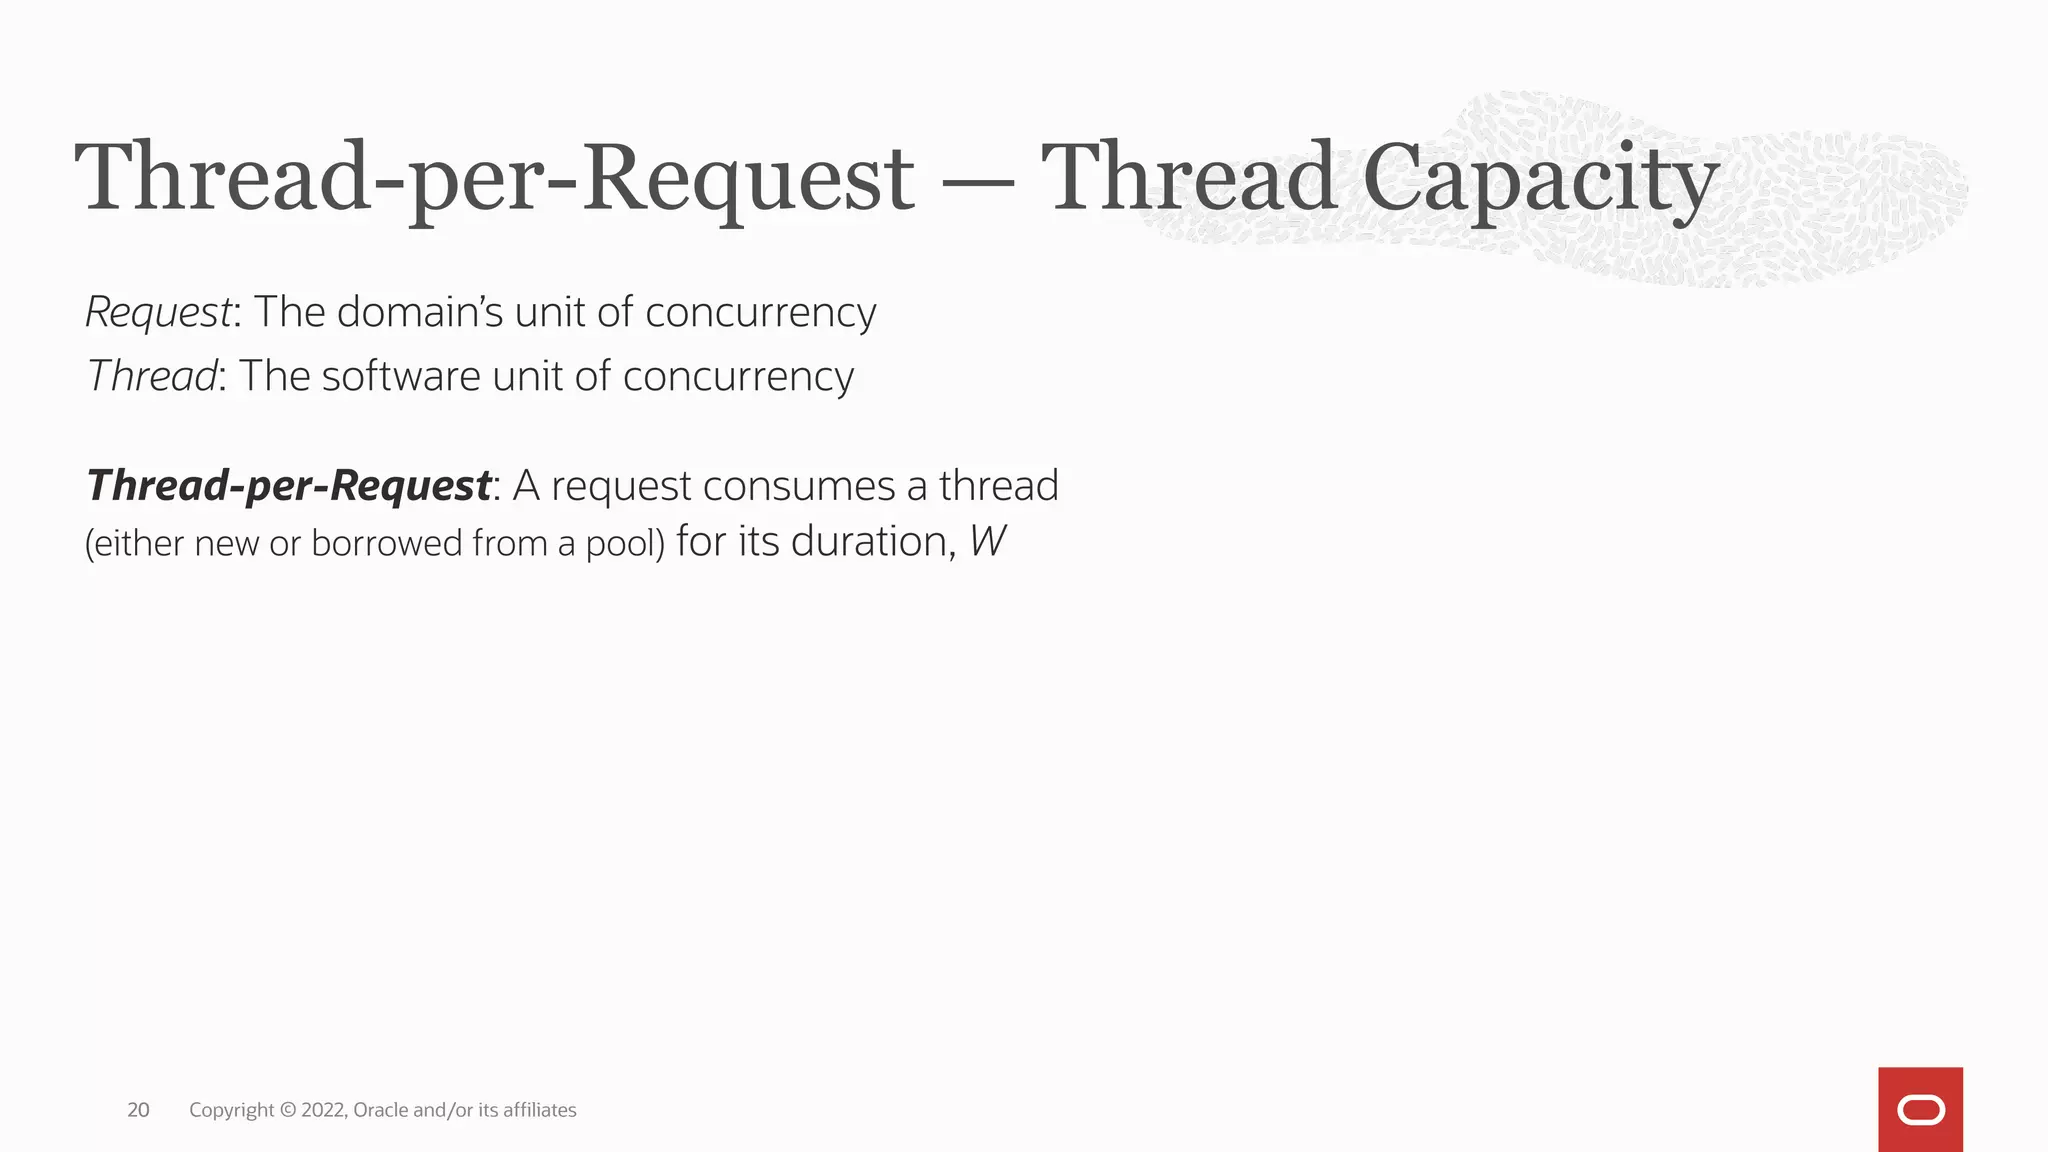 Thread-per-Request — Thread Capacity
Request: The domain’s unit of concurrency
Thread: The software unit of concurrency
Thread-per-Request: A request consumes a thread
(either new or borrowed from a pool) for its duration, W
20 Copyright © 2022, Oracle and/or its affiliates